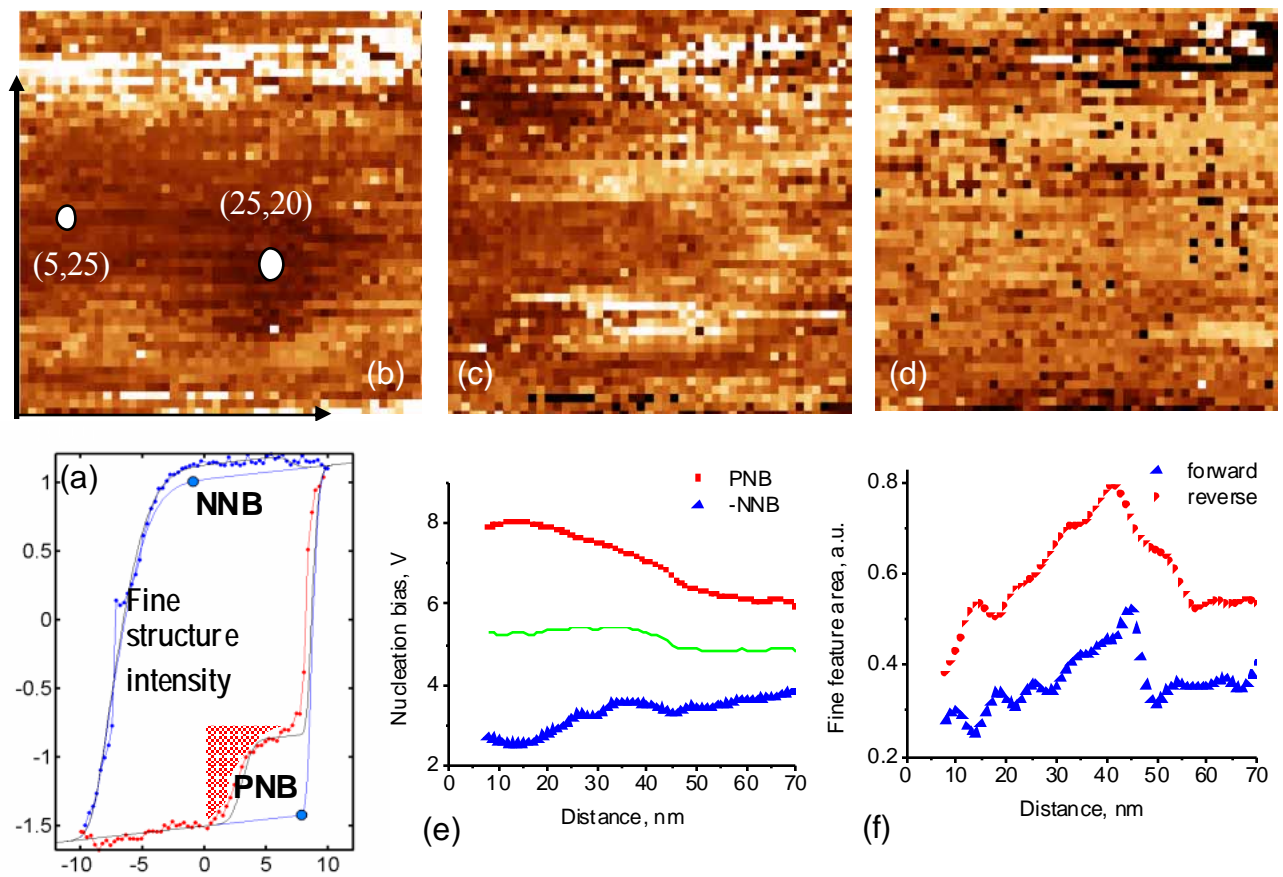 (25,20)
(5,25)
(b)
(c)
(d)
(a)
NNB
Fine
structure
intensity
PNB
1
0.5
0
-0.5
-1
-1.5
-10 -5 0 5 10
PNB
-NNB
Nucleation bias, V
8
6
4
2
0 10 20 30 40 50 60 70
Distance, nm
(e)
forward
reverse
Fine feature area, a.u.
0.8
0.6
0.4
0.2
0 10 20 30 40 50 60 70
Distance, nm
(f)